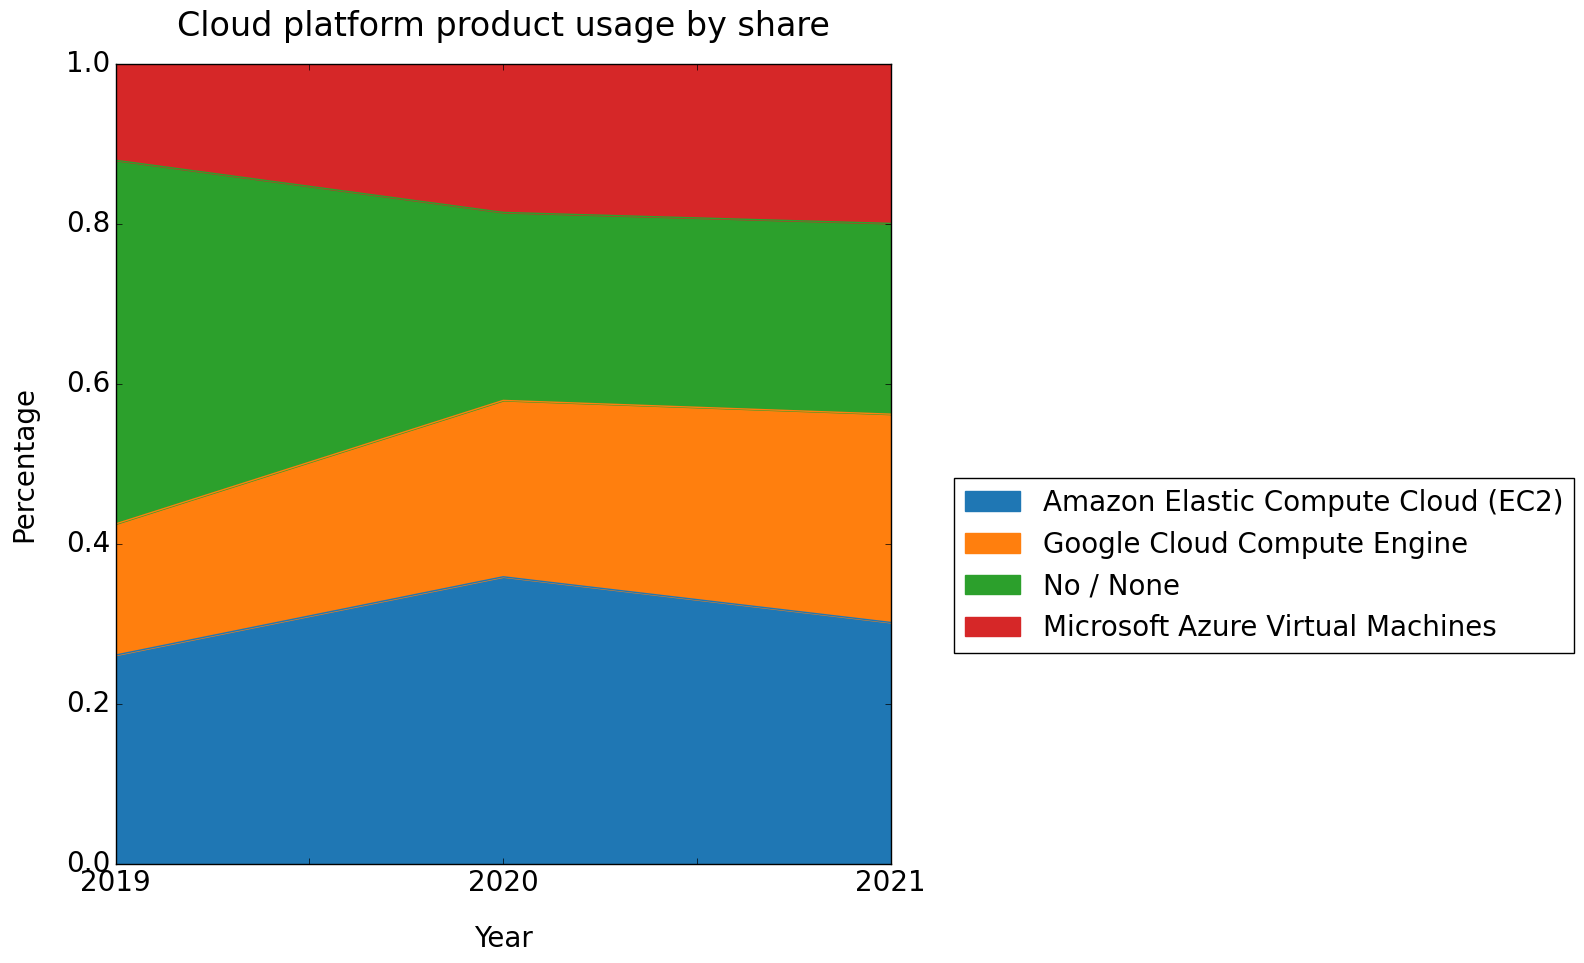 Cloud platform product usage by share
1.0
0.8
0.6
0.4
0.2
0.0
Percentage
2019 2020 2021
Year
Amazon Elastic Compute Cloud (EC2)
Google Cloud Compute Engine
No / None
Microsoft Azure Virtual Machines